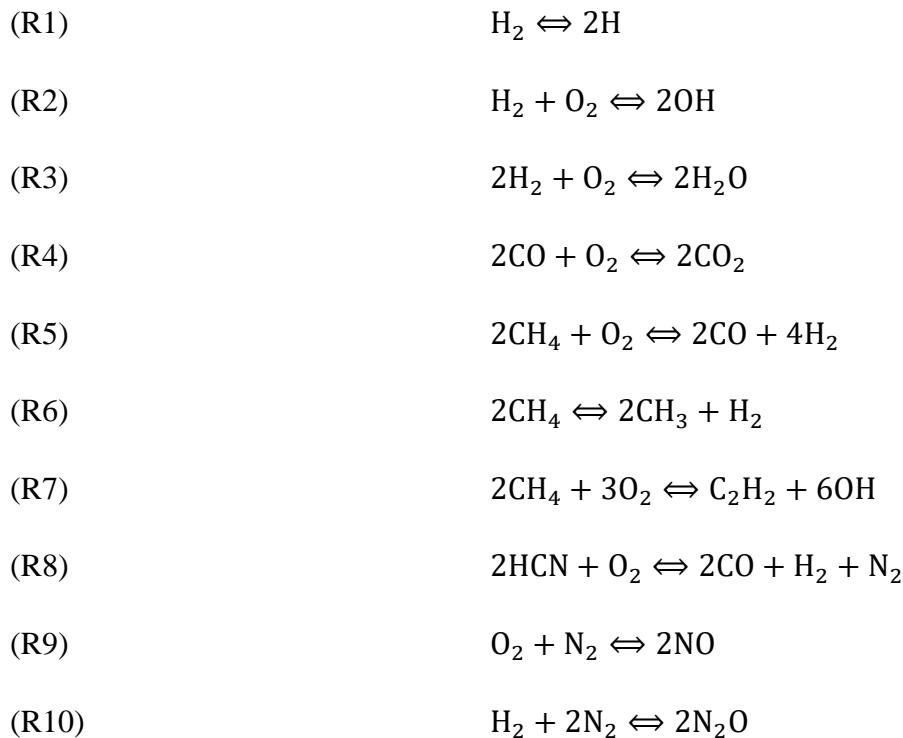 (R1) H₂ ⇔ 2H
(R2) H₂ + O₂ ⇔ 2OH
(R3) 2H₂ + O₂ ⇔ 2H₂O
(R4) 2CO + O₂ ⇔ 2CO₂
(R5) 2CH₄ + O₂ ⇔ 2CO + 4H₂
(R6) 2CH₄ ⇔ 2CH₃ + H₂
(R7) 2CH₄ + 3O₂ ⇔ C₂H₂ + 6OH
(R8) 2HCN + O₂ ⇔ 2CO + H₂ + N₂
(R9) O₂ + N₂ ⇔ 2NO
(R10) H₂ + 2N₂ ⇔ 2N₂O